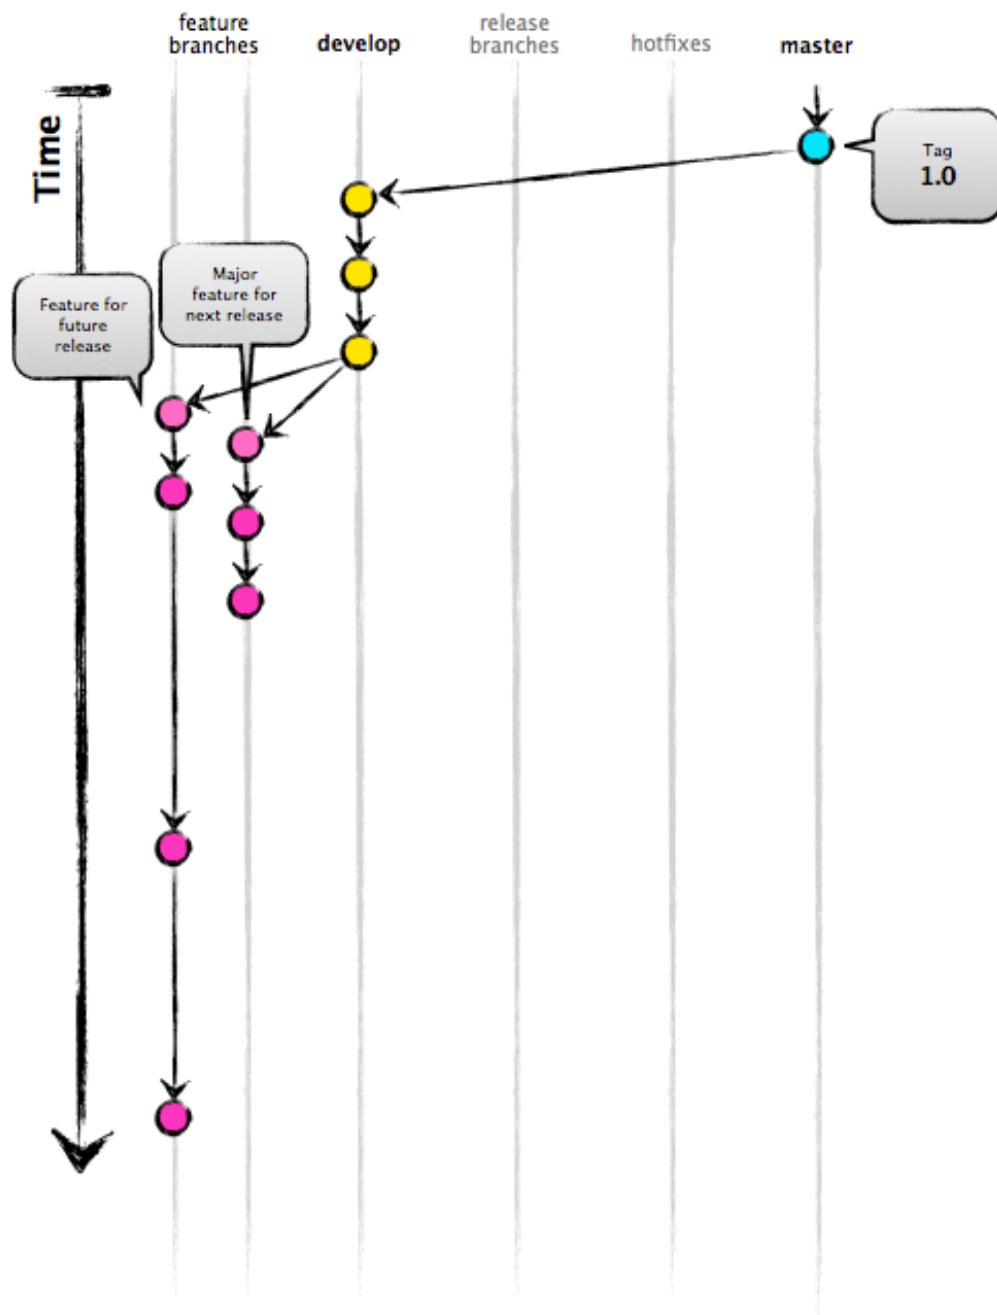 feature
branches
develop
release
branches
hotfixes
master
Time
Tag
1.0
Major
feature for
next release
Feature for
future
release